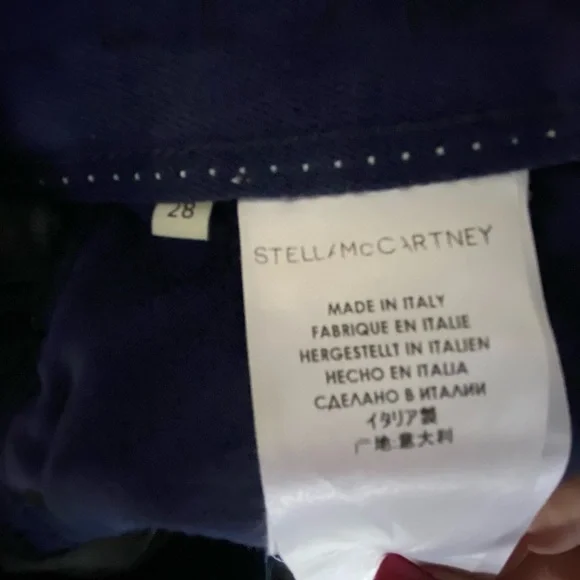 28
STELLA McCARTNEY
MADE IN ITALY
FABRIQUE EN ITALIE
HERGESTELLT IN ITALIEN
HECHO EN ITALIA
СДЕЛАНО В ИТАЛИИ
イタリア製
产地:意大利